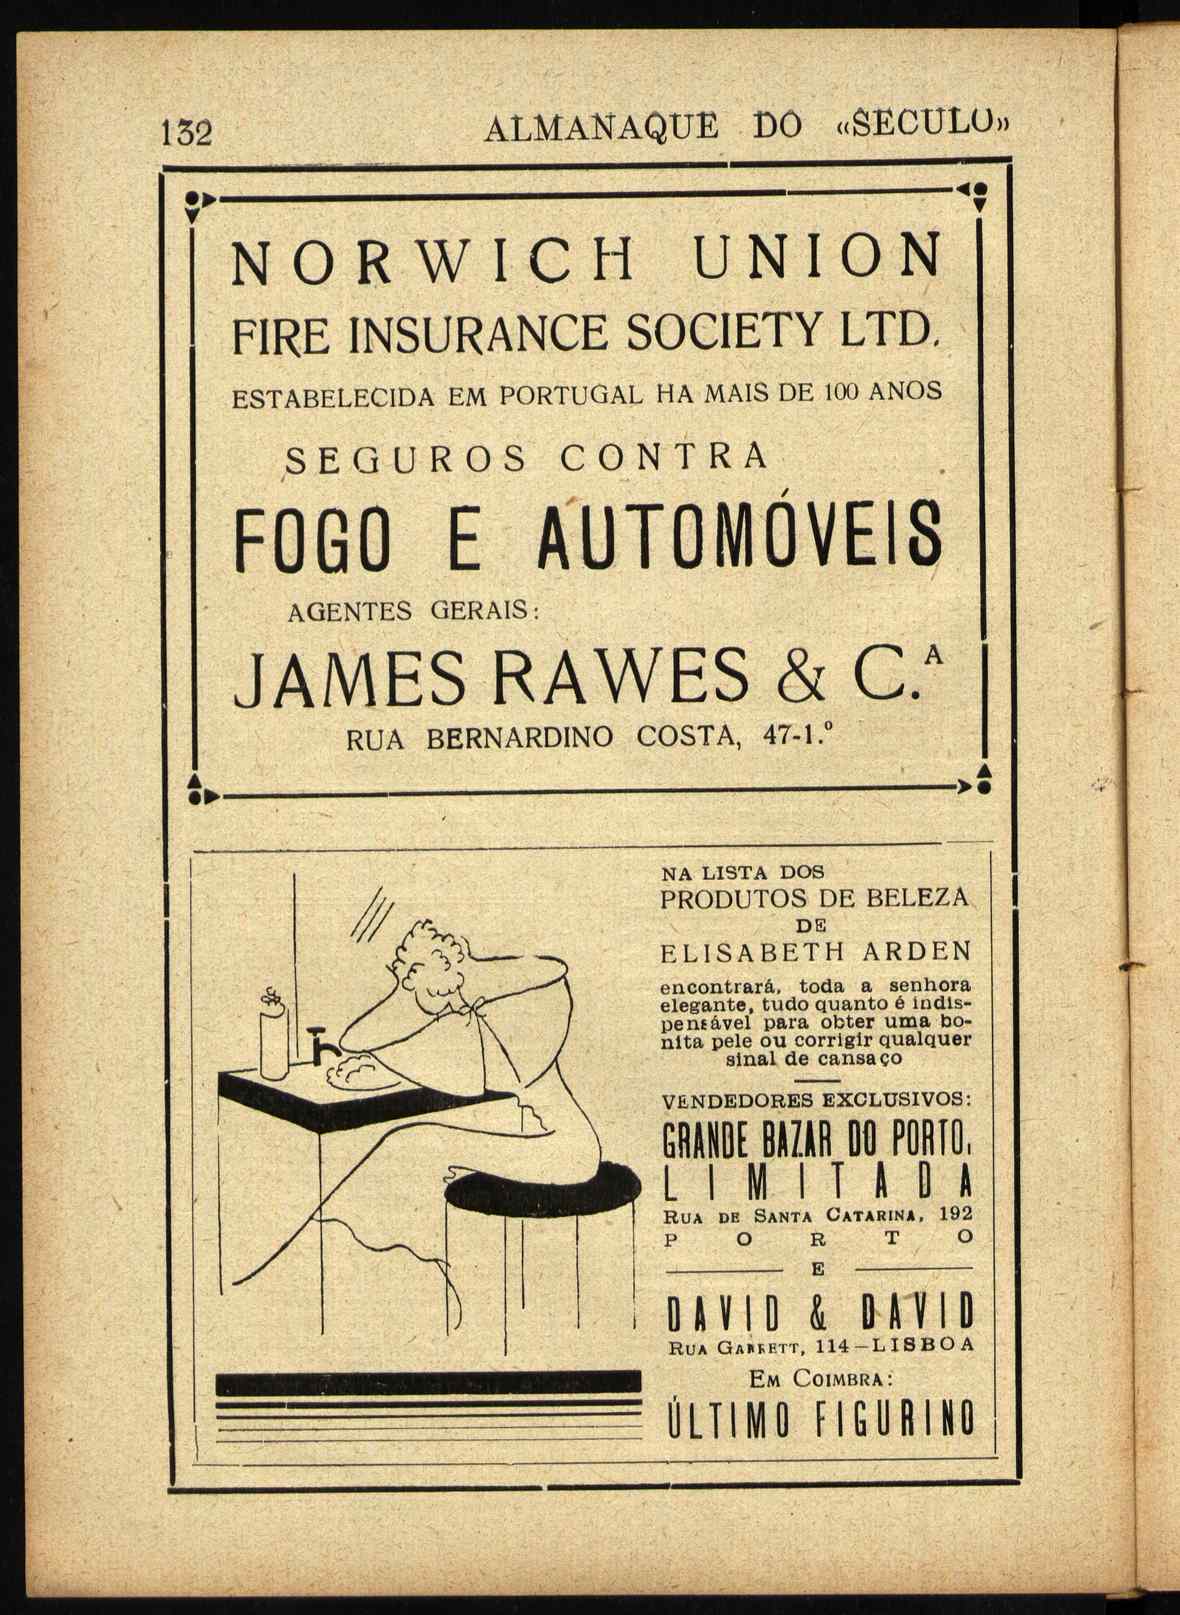 132
ALMANAQUE DO «SECULO»
NORWICH UNION
FIRE INSURANCE SOCIETY LTD.
ESTABELECIDA EM PORTUGAL HA MAIS DE 100 ANOS
SEGUROS CONTRA
FOGO E AUTOMÓVEIS
AGENTES GERAIS:
JAMES RAWES & C.A
RUA BERNARDINO COSTA, 47-1.º
NA LISTA DOS
PRODUTOS DE BELEZA
DE
ELISABETH ARDEN
encontrará, toda a senhora
elegante, tudo quanto é indis-
pensável para obter uma bo-
nita pele ou corrigir qualquer
sinal de cansaço
VENDEDORES EXCLUSIVOS:
GRANDE BAZAR DO PORTO,
LIMITADA
RUA DE SANTA CATARINA, 192
PORTO
E
DAVID & DAVID
RUA GARRETT, 114—LISBOA
EM COIMBRA:
ÚLTIMO FIGURINO